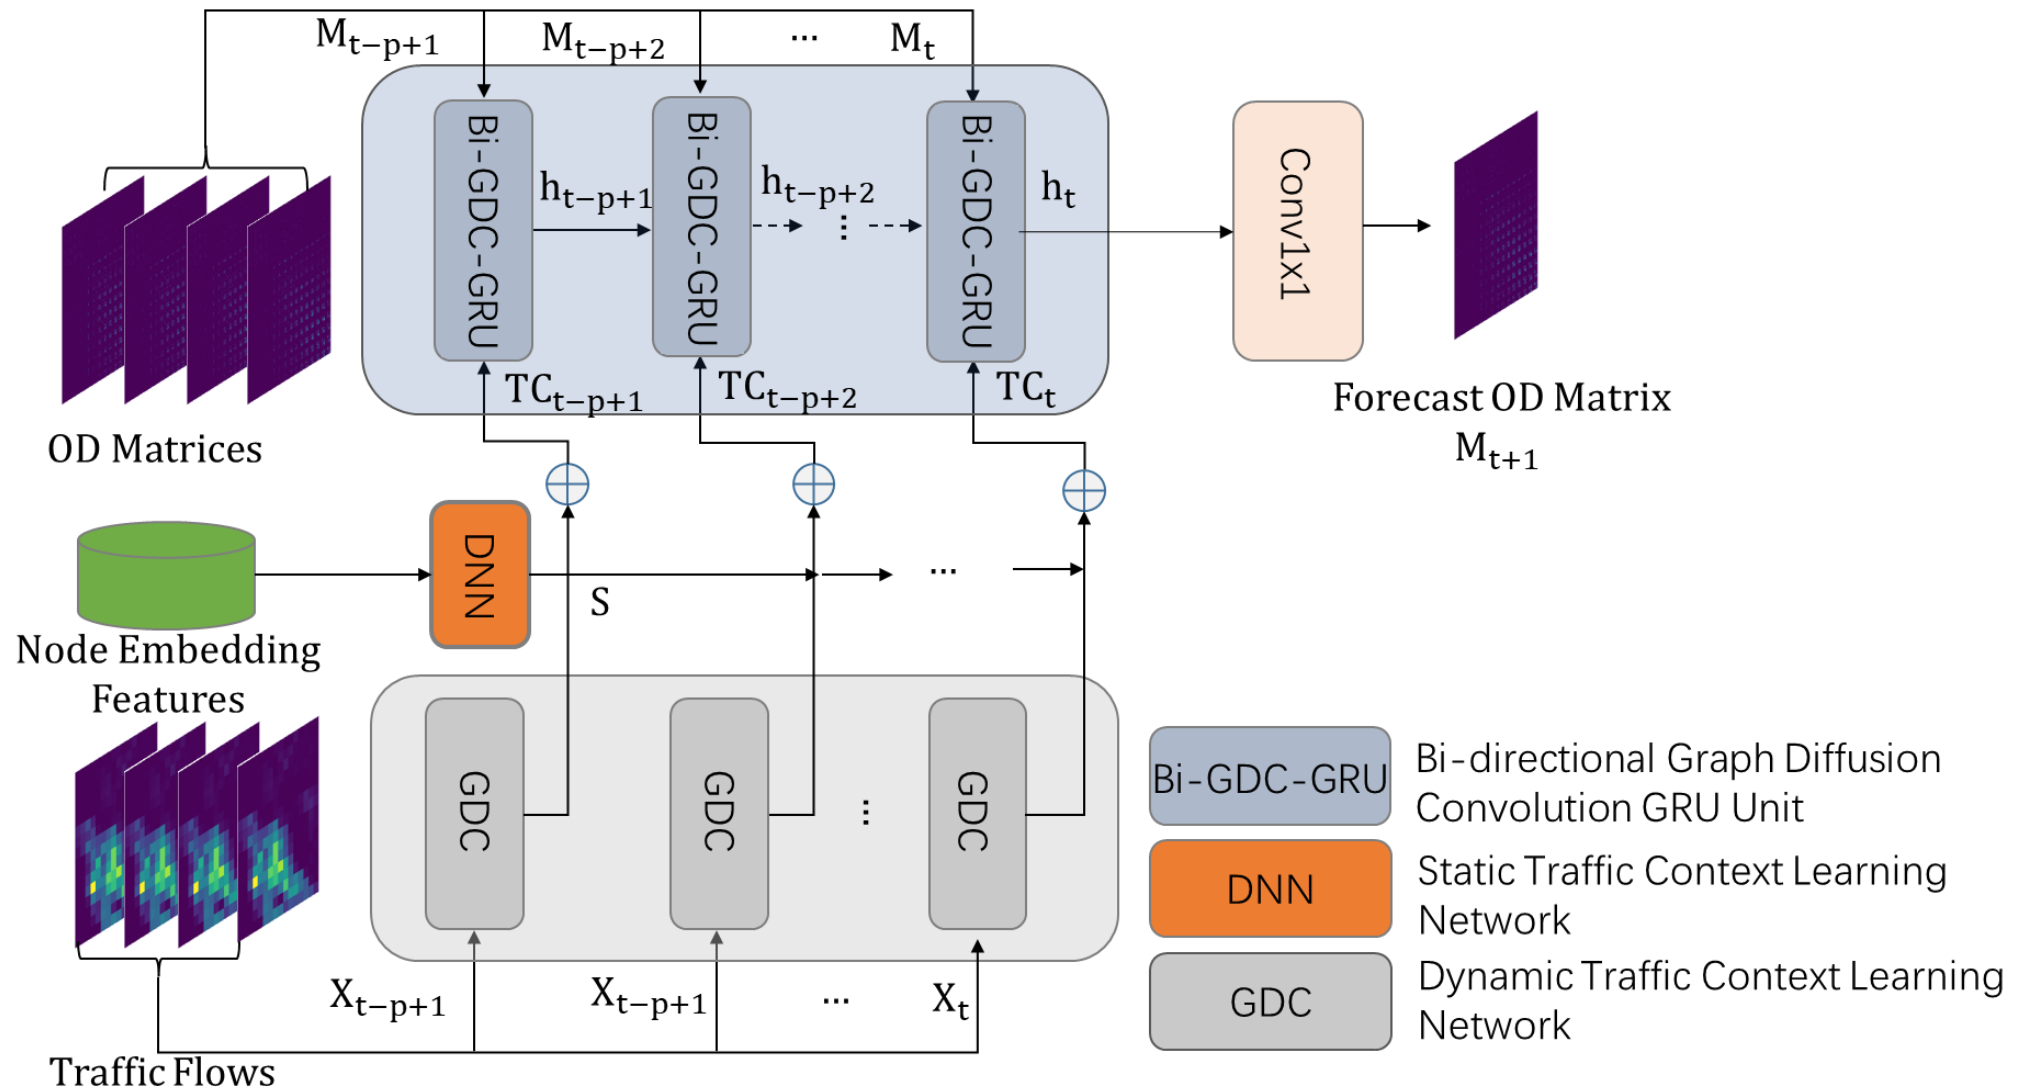 M_{t-p+1}
M_{t-p+2}
...
M_t
Bi-GDC-GRU
h_{t-p+1}
Bi-GDC-GRU
h_{t-p+2}
...
Bi-GDC-GRU
h_t
Conv1x1
TC_{t-p+1}
TC_{t-p+2}
TC_t
OD Matrices
Forecast OD Matrix
M_{t+1}
DNN
S
...
Node Embedding
Features
GDC
GDC
...
GDC
X_{t-p+1}
X_{t-p+1}
...
X_t
Traffic Flows
Bi-GDC-GRU
Bi-directional Graph Diffusion
Convolution GRU Unit
DNN
Static Traffic Context Learning
Network
GDC
Dynamic Traffic Context Learning
Network